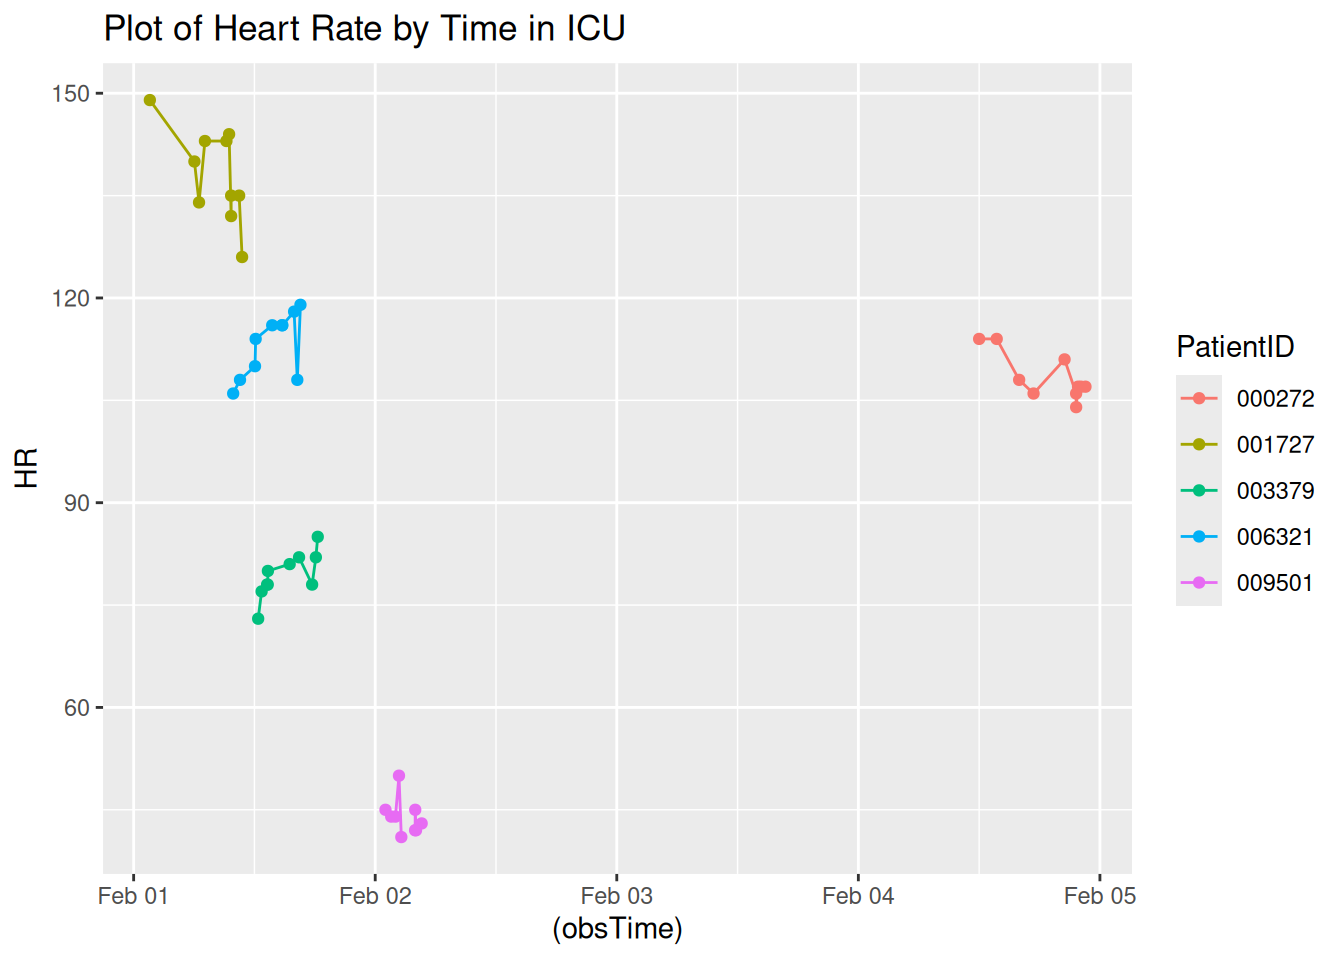 Plot of Heart Rate by Time in ICU
150
120
90
60
HR
Feb 01
Feb 02
Feb 03
Feb 04
Feb 05
(obsTime)
PatientID
000272
001727
003379
006321
009501